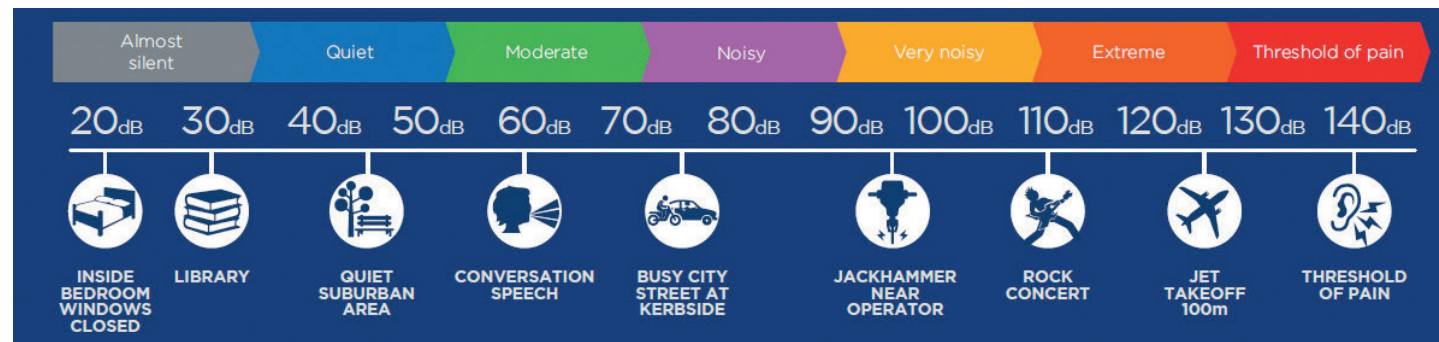 Almost
silent
Quiet
Moderate
Noisy
Very noisy
Extreme
Threshold of pain
20dB 30dB 40dB 50dB 60dB 70dB 80dB 90dB 100dB 110dB 120dB 130dB 140dB
INSIDE
BEDROOM
WINDOWS
CLOSED
LIBRARY
QUIET
SUBURBAN
AREA
CONVERSATION
SPEECH
BUSY CITY
STREET AT
KERBSIDE
JACKHAMMER
NEAR
OPERATOR
ROCK
CONCERT
JET
TAKEOFF
100m
THRESHOLD
OF PAIN